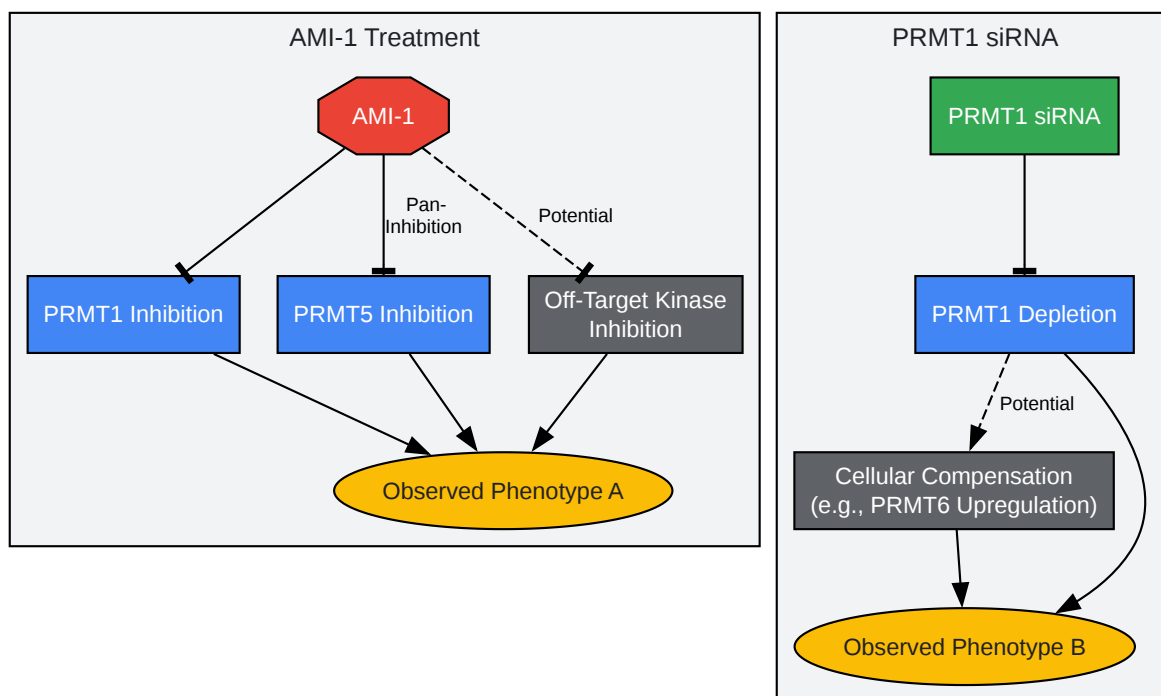 AMI-1 Treatment
AMI-1
Pan-
Inhibition
Potential
PRMT1 Inhibition
PRMT5 Inhibition
Off-Target Kinase
Inhibition
Observed Phenotype A
PRMT1 siRNA
PRMT1 siRNA
PRMT1 Depletion
Potential
Cellular Compensation
(e.g., PRMT6 Upregulation)
Observed Phenotype B